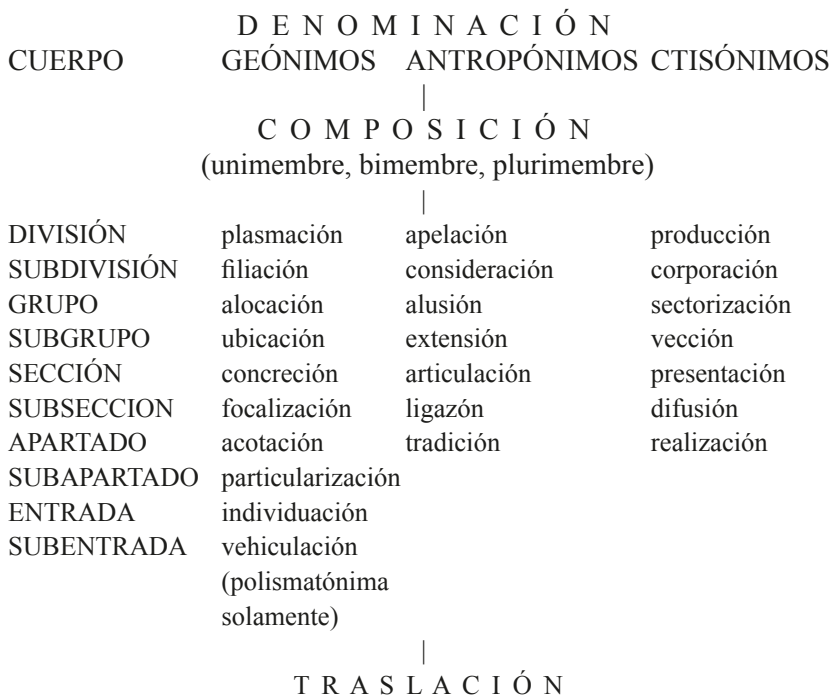 D E N O M I N A C I Ó N
CUERPO GEÓNIMOS ANTROPÓNIMOS CTISÓNIMOS
|
C O M P O S I C I Ó N
(unimembre, bimembre, plurimembre)
|
DIVISIÓN plasmación apelación producción
SUBDIVISIÓN filiación consideración corporación
GRUPO alocación alusión sectorización
SUBGRUPO ubicación extensión vección
SECCIÓN concreción articulación presentación
SUBSECCION focalización ligazón difusión
APARTADO acotación tradición realización
SUBAPARTADO particularización
ENTRADA individuación
SUBENTRADA vehiculación
(polismatónima
solamente)
|
T R A S L A C I Ó N